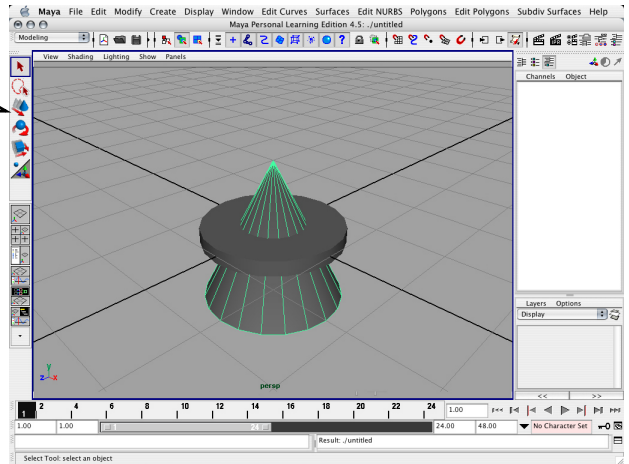 Maya File Edit Modify Create Display Window Edit Curves Surfaces Edit NURBS Polygons Edit Polygons Subdiv Surfaces Help
Maya Personal Learning Edition 4.5: ./untitled
Modeling
View Shading Lighting Show Panels
Channels Object
Layers Options
Display
y
z x
persp
<< >>
1 2 4 6 8 10 12 14 16 18 20 22 24 1.00
1.00 1.00 1 24 24.00 48.00 No Character Set
Result: ./untitled
Select Tool: select an object